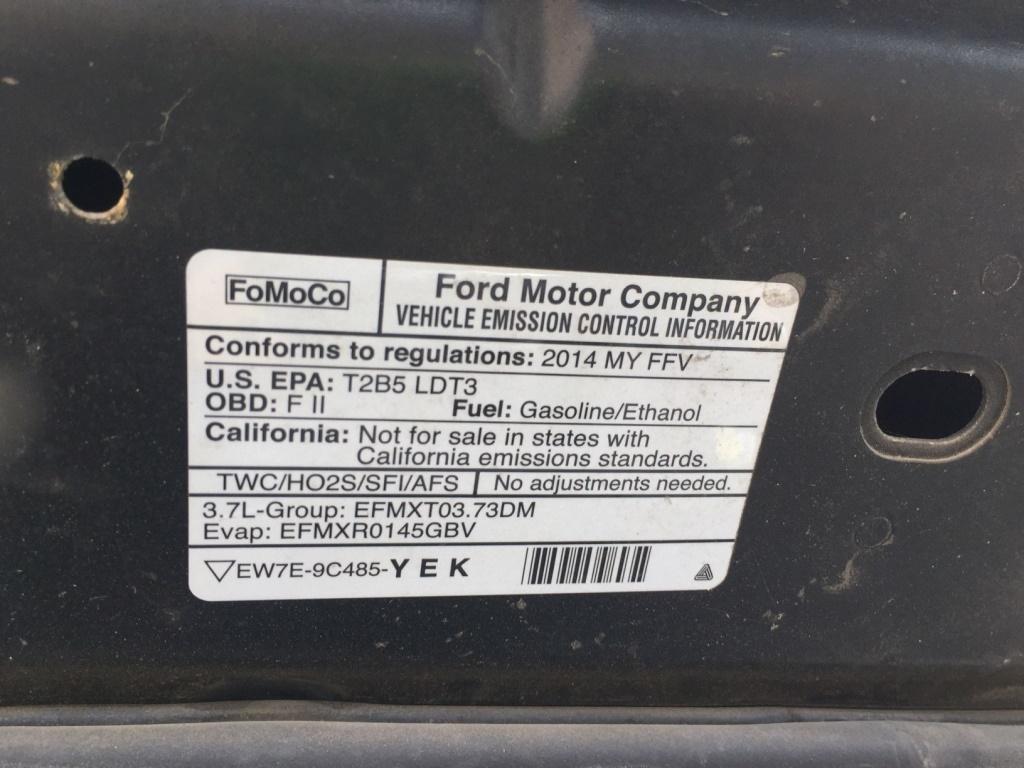 FoMoCo
Ford Motor Company
VEHICLE EMISSION CONTROL INFORMATION
Conforms to regulations: 2014 MY FFV
U.S. EPA: T2B5 LDT3
OBD: F II Fuel: Gasoline/Ethanol
California: Not for sale in states with
California emissions standards.
TWC/HO2S/SFI/AFS No adjustments needed.
3.7L-Group: EFMXT03.73DM
Evap: EFMXR0145GBV
EW7E-9C485-Y E K